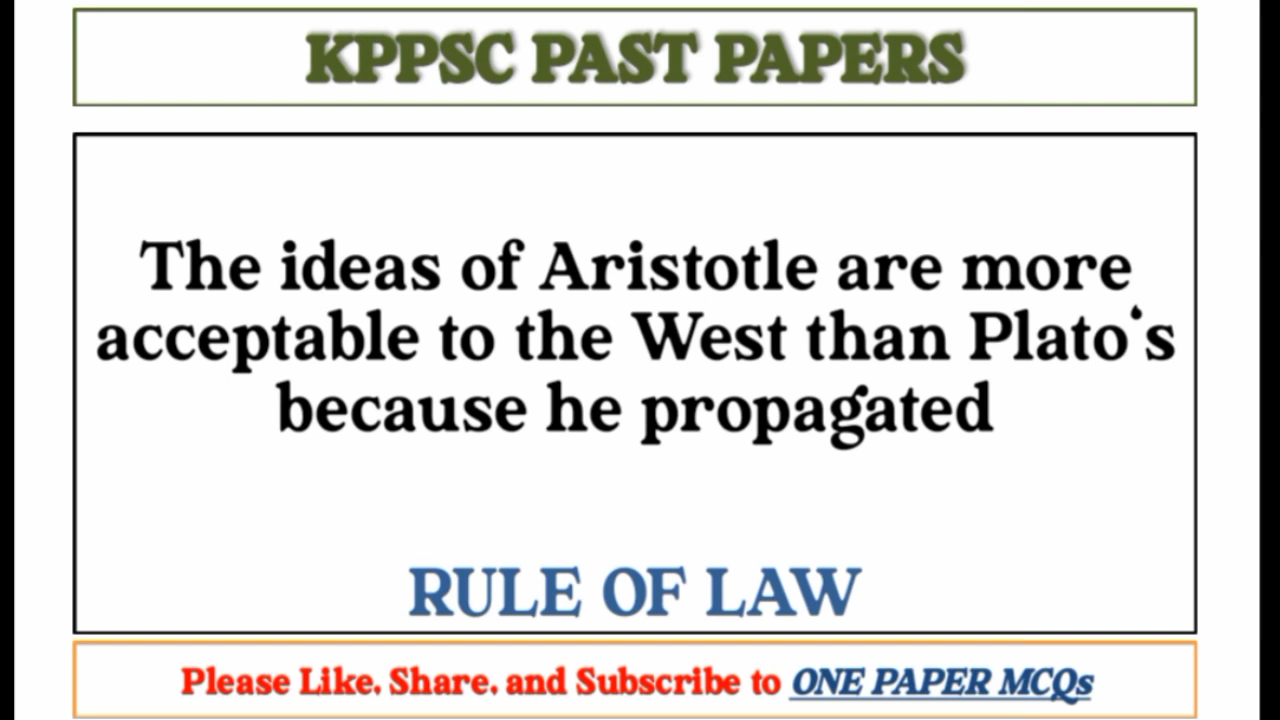 KPPSC PAST PAPERS
The ideas of Aristotle are more
acceptable to the West than Plato‘s
because he propagated
RULE OF LAW
Please Like. Share. and Subscribe to ONE PAPER MCQs